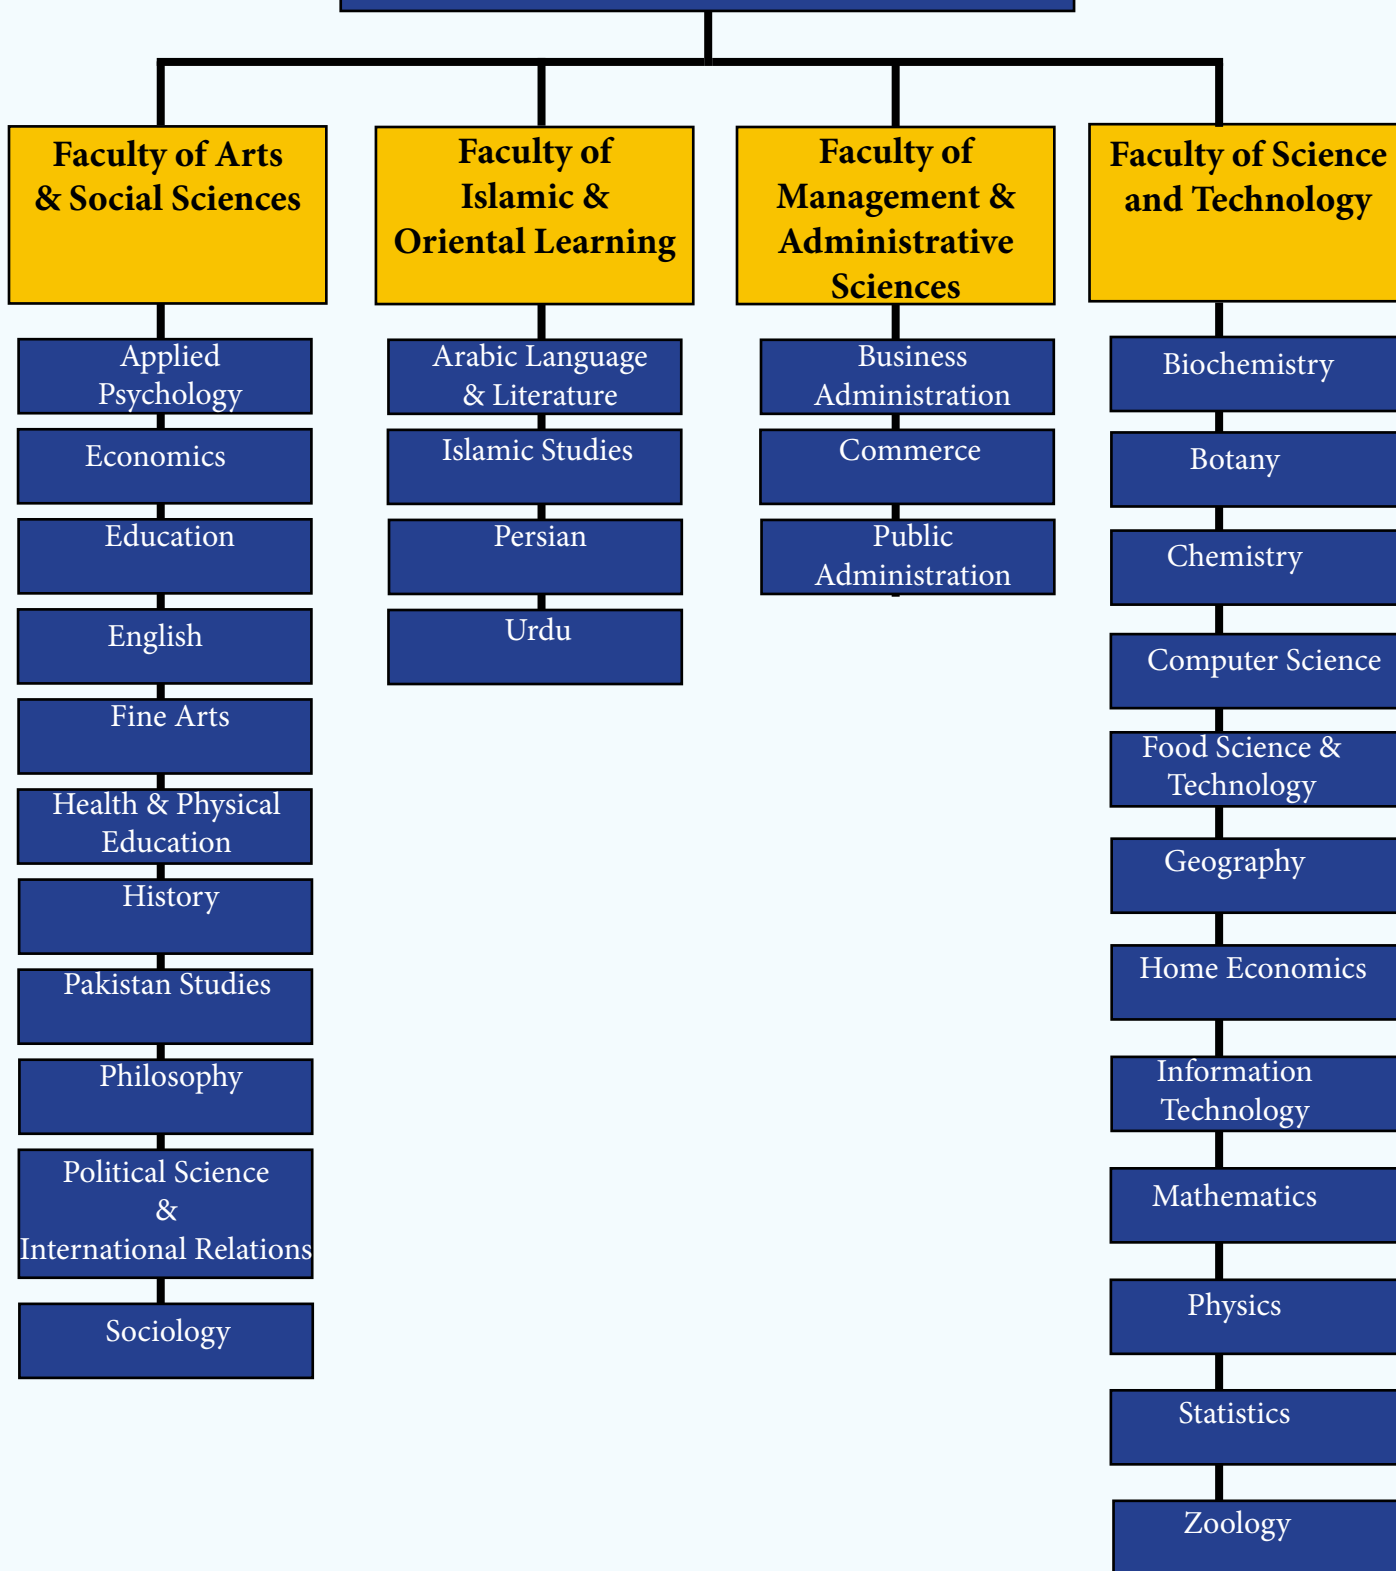 Faculty of Arts
& Social Sciences
Applied
Psychology
Economics
Education
English
Fine Arts
Health & Physical
Education
History
Pakistan Studies
Philosophy
Political Science
&
International Relations
Sociology
Faculty of
Islamic &
Oriental Learning
Arabic Language
& Literature
Islamic Studies
Persian
Urdu
Faculty of
Management &
Administrative
Sciences
Business
Administration
Commerce
Public
Administration
Faculty of Science
and Technology
Biochemistry
Botany
Chemistry
Computer Science
Food Science &
Technology
Geography
Home Economics
Information
Technology
Mathematics
Physics
Statistics
Zoology